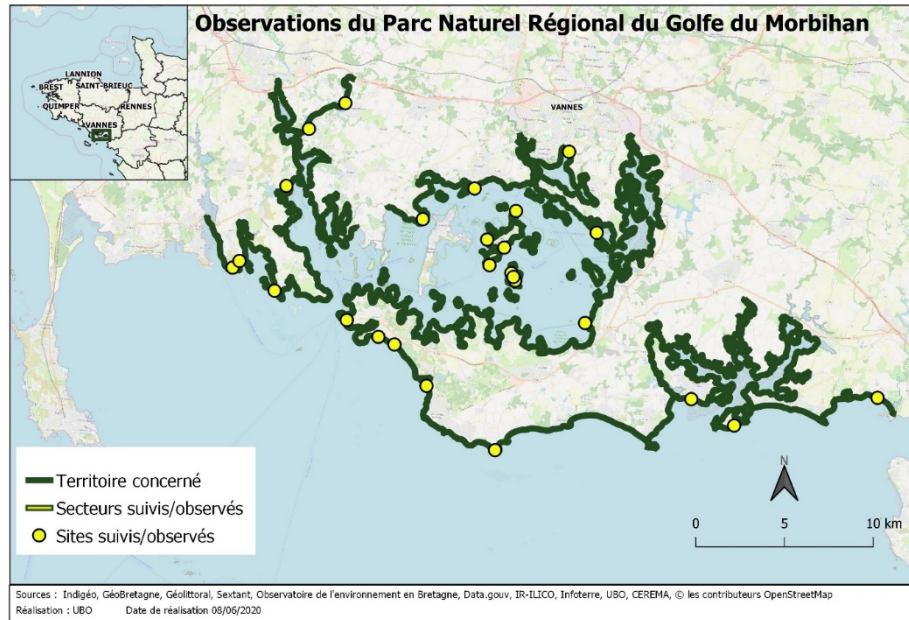 Observations du Parc Naturel Régional du Golfe du Morbihan
LANNION
BREST
SAINT-BRIEUC
QUIMPER
RENNES
VANNES
VANNES
Territoire concerné
Secteurs suivis/observés
Sites suivis/observés
N
0 5 10 km
Sources : Indigéo, GéoBretagne, Géolittoral, Sextant, Observatoire de l'environnement en Bretagne, Data.gouv, IR-ILICO, Infoterre, UBO, CEREMA, © les contributeurs OpenStreetMap
Réalisation : UBO Date de réalisation 08/06/2020